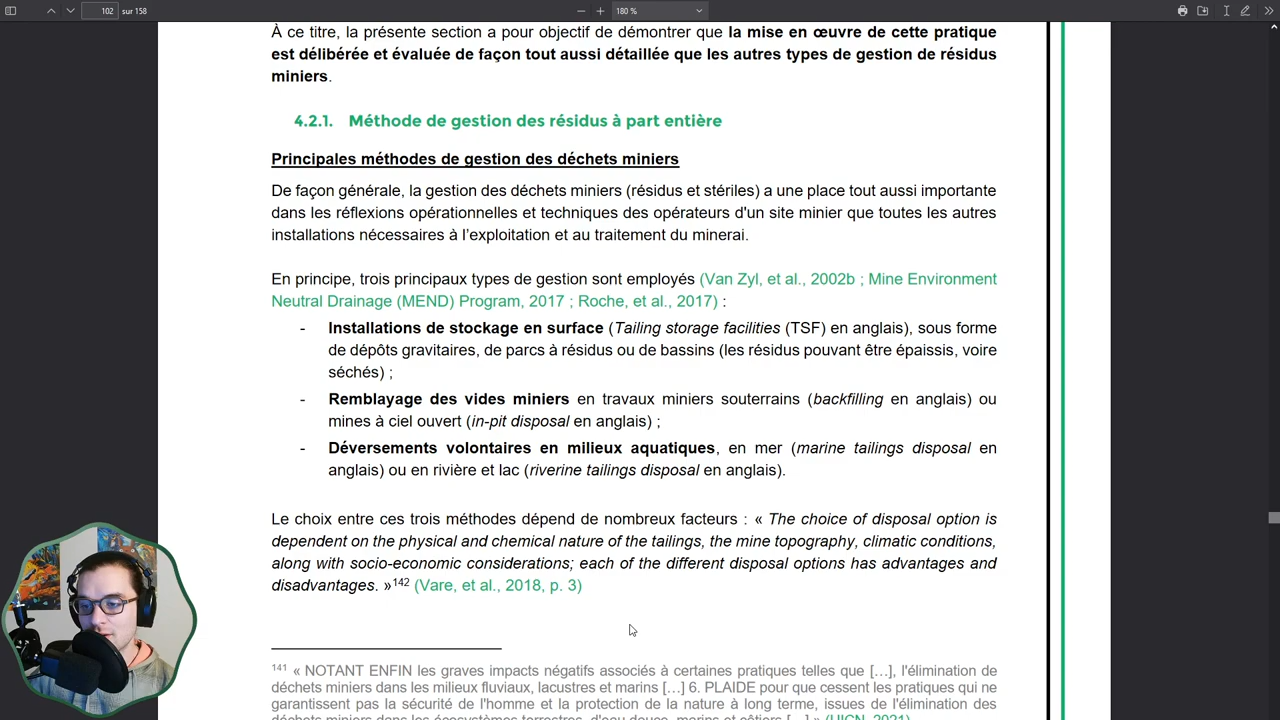 102 sur 158
180 %
À ce titre, la présente section a pour objectif de démontrer que la mise en œuvre de cette pratique
est délibérée et évaluée de façon tout aussi détaillée que les autres types de gestion de résidus
miniers.
4.2.1. Méthode de gestion des résidus à part entière
Principales méthodes de gestion des déchets miniers
De façon générale, la gestion des déchets miniers (résidus et stériles) a une place tout aussi importante
dans les réflexions opérationnelles et techniques des opérateurs d'un site minier que toutes les autres
installations nécessaires à l'exploitation et au traitement du minerai.
En principe, trois principaux types de gestion sont employés (Van Zyl, et al., 2002b ; Mine Environment
Neutral Drainage (MEND) Program, 2017 ; Roche, et al., 2017) :
- Installations de stockage en surface (Tailing storage facilities (TSF) en anglais), sous forme
de dépôts gravitaires, de parcs à résidus ou de bassins (les résidus pouvant être épaissis, voire
séchés) ;
- Remblayage des vides miniers en travaux miniers souterrains (backfilling en anglais) ou
mines à ciel ouvert (in-pit disposal en anglais) ;
- Déversements volontaires en milieux aquatiques, en mer (marine tailings disposal en
anglais) ou en rivière et lac (riverine tailings disposal en anglais).
Le choix entre ces trois méthodes dépend de nombreux facteurs : « The choice of disposal option is
dependent on the physical and chemical nature of the tailings, the mine topography, climatic conditions,
along with socio-economic considerations; each of the different disposal options has advantages and
disadvantages. »142 (Vare, et al., 2018, p. 3)
141 « NOTANT ENFIN les graves impacts négatifs associés à certaines pratiques telles que […], l'élimination de
déchets miniers dans les milieux fluviaux, lacustres et marins […] 6. PLAIDE pour que cessent les pratiques qui ne
garantissent pas la sécurité de l'homme et la protection de la nature à long terme, issues de l'élimination des
déchets miniers dans les écosystèmes terrestres, d'eau douce, marins et côtiers […] » (UICN, 2021)